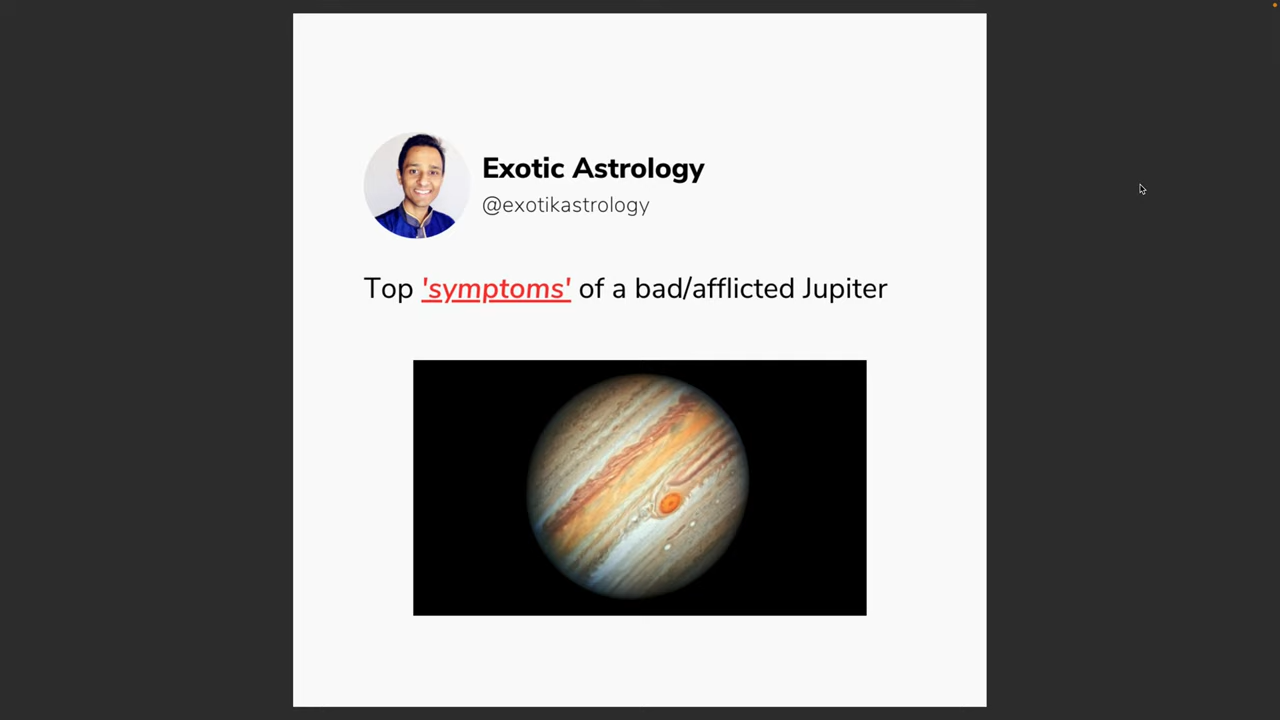 Exotic Astrology
@exotikastrology
Top 'symptoms' of a bad/afflicted Jupiter